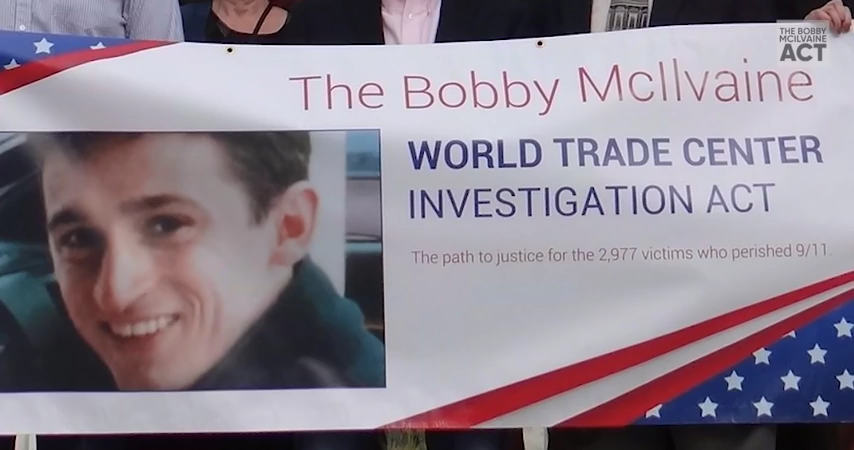 THE BOBBY
MCILVAINE
ACT
The Bobby McIlvaine
WORLD TRADE CENTER
INVESTIGATION ACT
The path to justice for the 2,977 victims who perished 9/11.